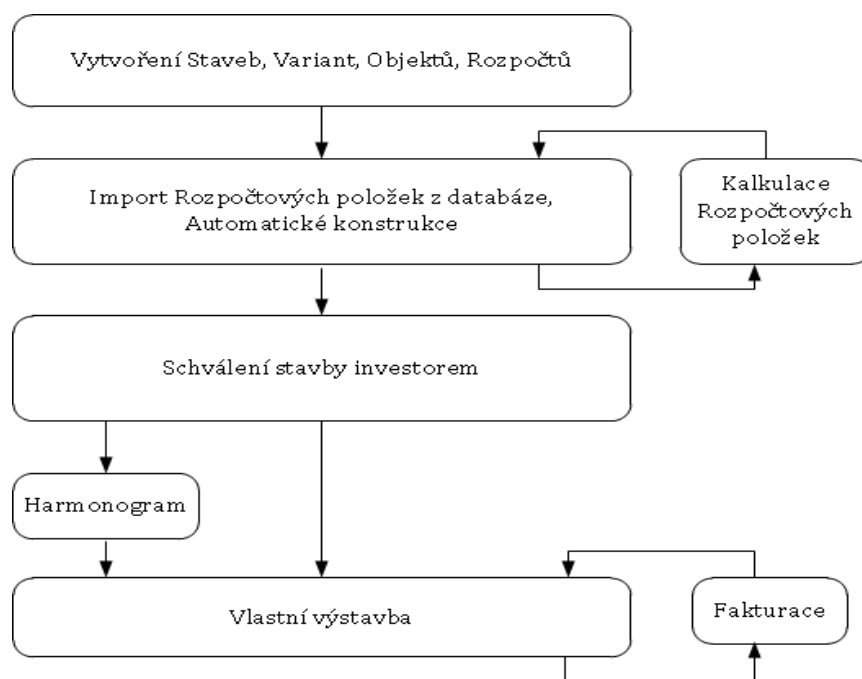 Vytvoření Staveb, Variant, Objektů, Rozpočtů
Import Rozpočtových položek z databáze,
Automatické konstrukce
Kalkulace
Rozpočtových
položek
Schválení stavby investorem
Harmonogram
Vlastní výstavba
Fakturace